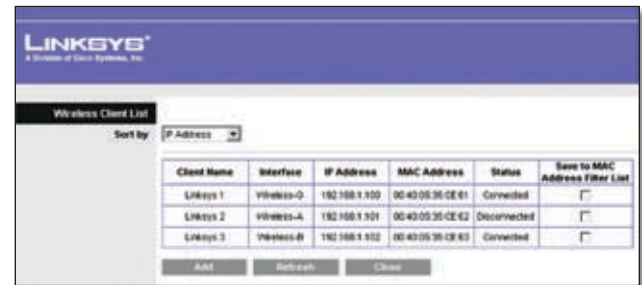 LINKSYS®
A Division of Cisco Systems, Inc.
Wireless Client List
Sort by IP Address
Client Name Interface IP Address MAC Address Status Save to MAC Address Filter List
Linksys 1 Wireless-G 192.168.1.100 00:40:05:35:CE:61 Connected
Linksys 2 Wireless-A 192.168.1.101 00:40:05:35:CE:62 Disconnected
Linksys 3 Wireless-B 192.168.1.102 00:40:05:35:CE:63 Connected
Add Refresh Close